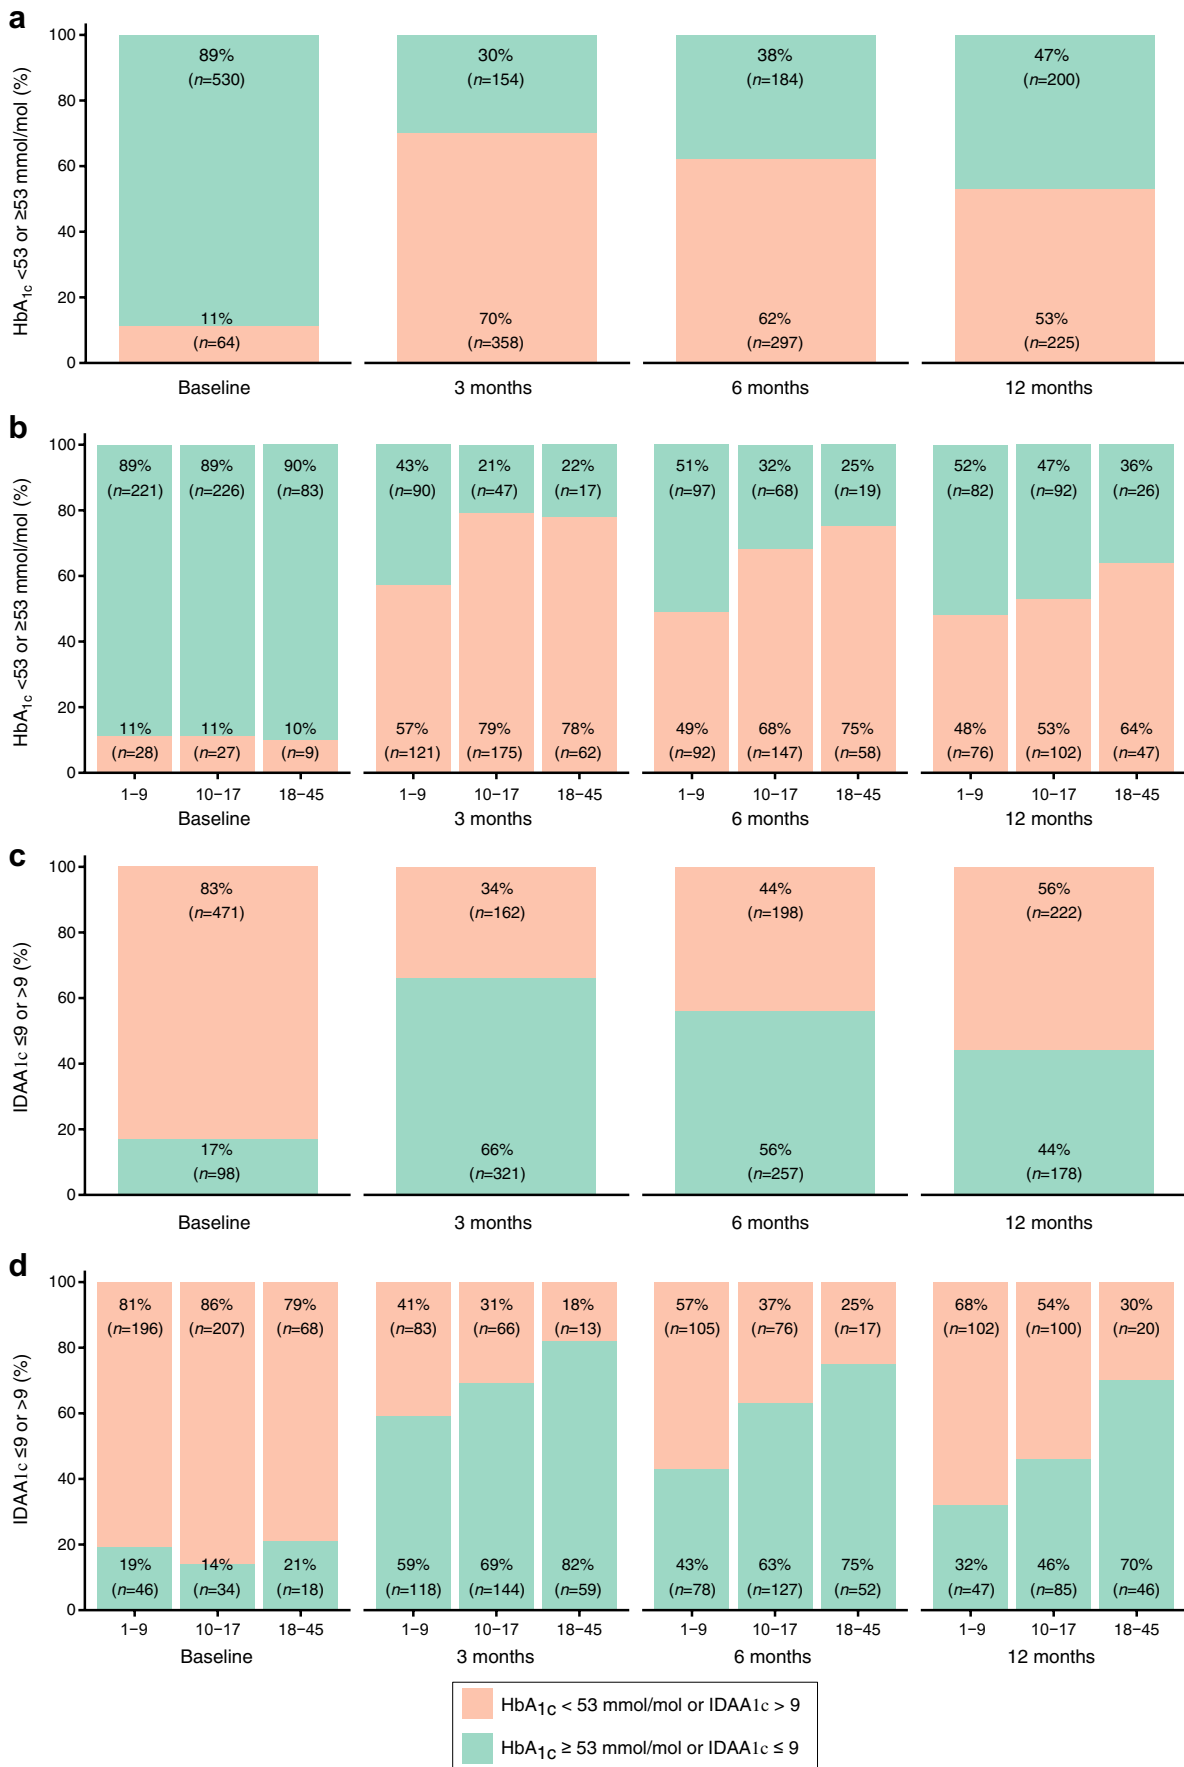 a
HbA1c <53 or ≥53 mmol/mol (%)
100
80
60
40
20
0
89%
(n=530)
11%
(n=64)
Baseline
30%
(n=154)
70%
(n=358)
3 months
38%
(n=184)
62%
(n=297)
6 months
47%
(n=200)
53%
(n=225)
12 months
b
HbA1c <53 or ≥53 mmol/mol (%)
100
80
60
40
20
0
89% 89% 90%
(n=221) (n=226) (n=83)
11% 11% 10%
(n=28) (n=27) (n=9)
1–9 10–17 18–45
Baseline
43% 21% 22%
(n=90) (n=47) (n=17)
57% 79% 78%
(n=121) (n=175) (n=62)
1–9 10–17 18–45
3 months
51% 32% 25%
(n=97) (n=68) (n=19)
49% 68% 75%
(n=92) (n=147) (n=58)
1–9 10–17 18–45
6 months
52% 47% 36%
(n=82) (n=92) (n=26)
48% 53% 64%
(n=76) (n=102) (n=47)
1–9 10–17 18–45
12 months
c
IDAA1c ≤9 or >9 (%)
100
80
60
40
20
0
83%
(n=471)
17%
(n=98)
Baseline
34%
(n=162)
66%
(n=321)
3 months
44%
(n=198)
56%
(n=257)
6 months
56%
(n=222)
44%
(n=178)
12 months
d
IDAA1c ≤9 or >9 (%)
100
80
60
40
20
0
81% 86% 79%
(n=196) (n=207) (n=68)
19% 14% 21%
(n=46) (n=34) (n=18)
1–9 10–17 18–45
Baseline
41% 31% 18%
(n=83) (n=66) (n=13)
59% 69% 82%
(n=118) (n=144) (n=59)
1–9 10–17 18–45
3 months
57% 37% 25%
(n=105) (n=76) (n=17)
43% 63% 75%
(n=78) (n=127) (n=52)
1–9 10–17 18–45
6 months
68% 54% 30%
(n=102) (n=100) (n=20)
32% 46% 70%
(n=47) (n=85) (n=46)
1–9 10–17 18–45
12 months
HbA1c < 53 mmol/mol or IDAA1c > 9
HbA1c ≥ 53 mmol/mol or IDAA1c ≤ 9